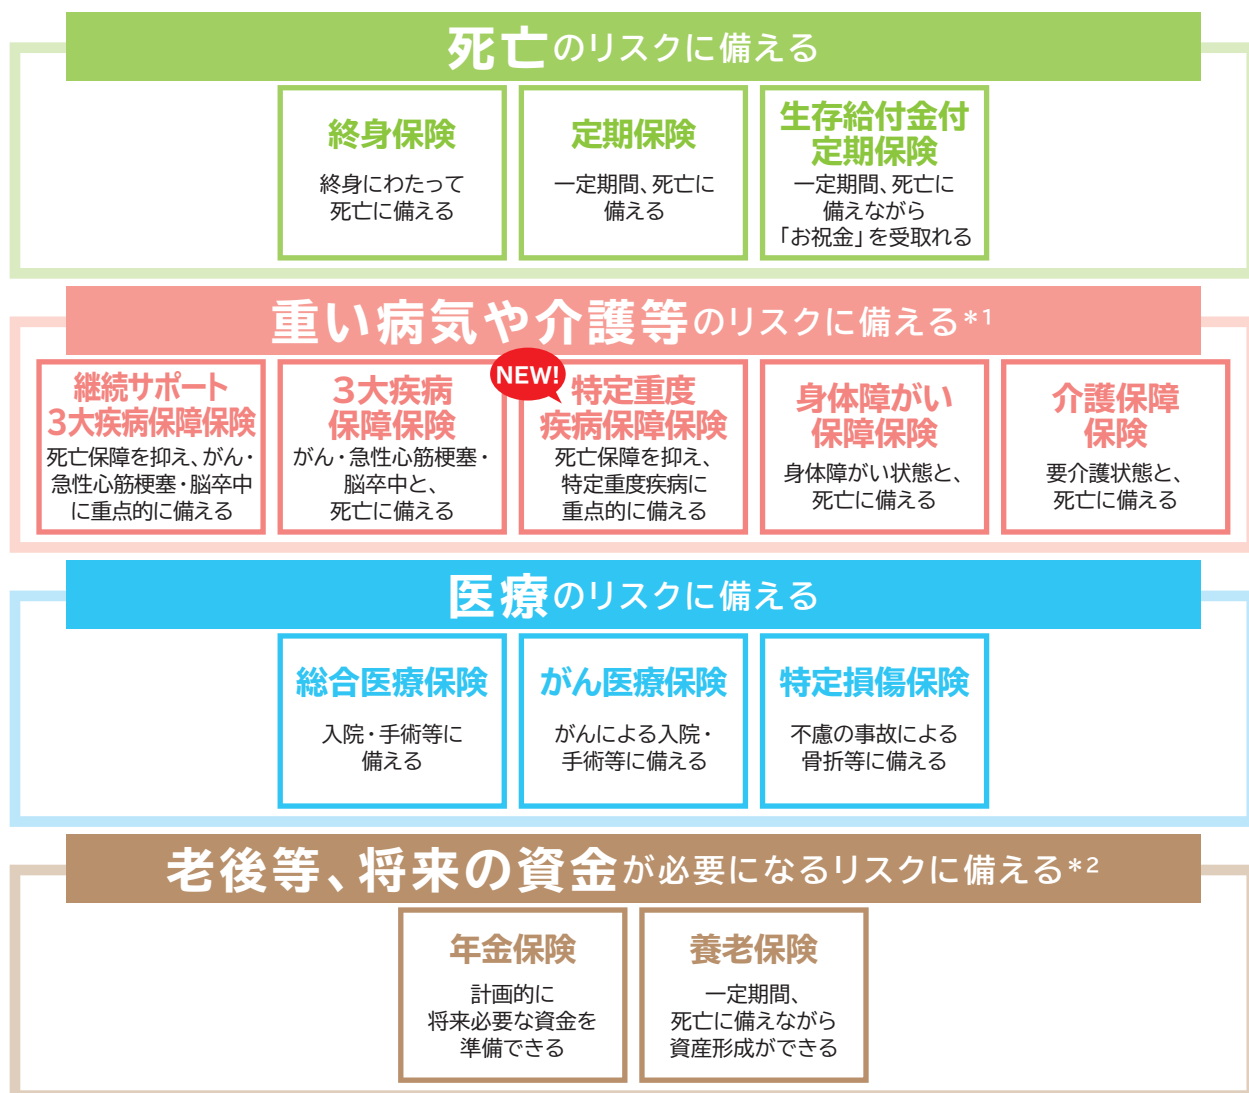 死亡のリスクに備える
終身保険
終身にわたって
死亡に備える
定期保険
一定期間、死亡に
備える
生存給付金付
定期保険
一定期間、死亡に
備えながら
「お祝金」を受取れる
重い病気や介護等のリスクに備える*1
継続サポート
3大疾病保障保険
死亡保障を抑え、がん・
急性心筋梗塞・脳卒中
に重点的に備える
3大疾病
保障保険
がん・急性心筋梗塞・
脳卒中と、
死亡に備える
NEW!
特定重度
疾病保障保険
死亡保障を抑え、
特定重度疾病に
重点的に備える
身体障がい
保障保険
身体障がい状態と、
死亡に備える
介護保障
保険
要介護状態と、
死亡に備える
医療のリスクに備える
総合医療保険
入院・手術等に
備える
がん医療保険
がんによる入院・
手術等に備える
特定損傷保険
不慮の事故による
骨折等に備える
老後等、将来の資金が必要になるリスクに備える*2
年金保険
計画的に
将来必要な資金を
準備できる
養老保険
一定期間、
死亡に備えながら
資産形成ができる